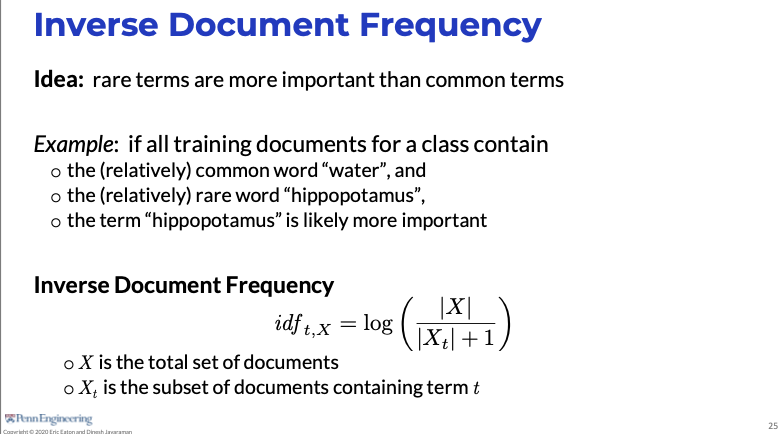 Inverse Document Frequency
Idea: rare terms are more important than common terms
Example: if all training documents for a class contain
○ the (relatively) common word “water”, and
○ the (relatively) rare word “hippopotamus”,
○ the term “hippopotamus” is likely more important
Inverse Document Frequency
idf_{t,X} = log ( |X| / (|X_t| + 1) )
○ X is the total set of documents
○ X_t is the subset of documents containing term t
Penn Engineering
Copyright © 2020 Eric Eaton and Dinesh Jayaraman
25